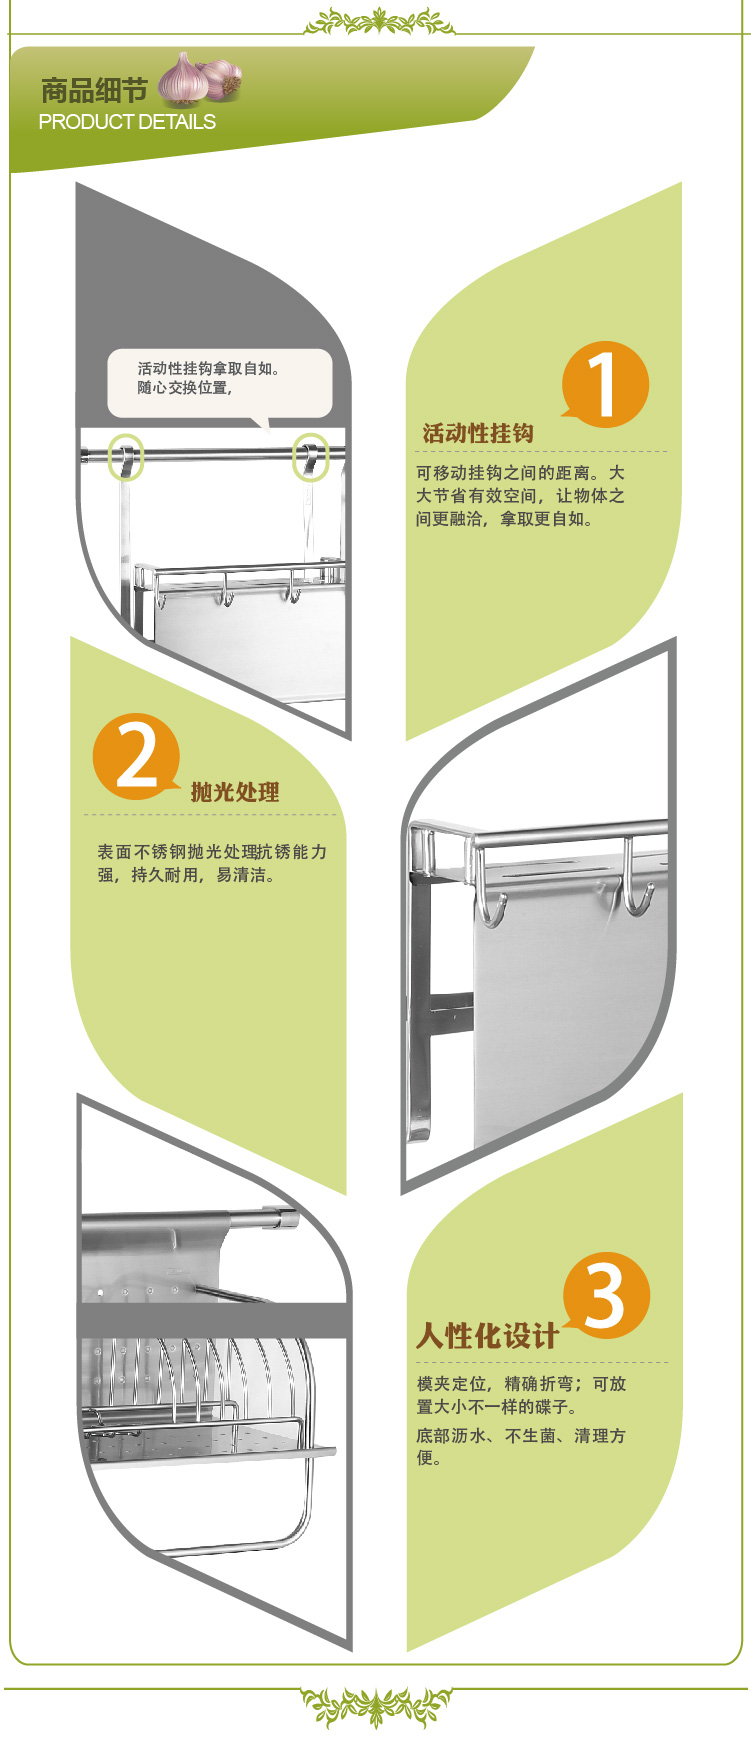 商品细节
PRODUCT DETAILS
活动性挂钩拿取自如。
随心交换位置,
1
活动性挂钩
可移动挂钩之间的距离。大
大节省有效空间，让物体之
间更融洽，拿取更自如。
2
抛光处理
表面不锈钢抛光处理抗锈能力
强，持久耐用，易清洁。
3
人性化设计
模夹定位，精确折弯；可放
置大小不一样的碟子。
底部沥水、不生菌、清理方
便。